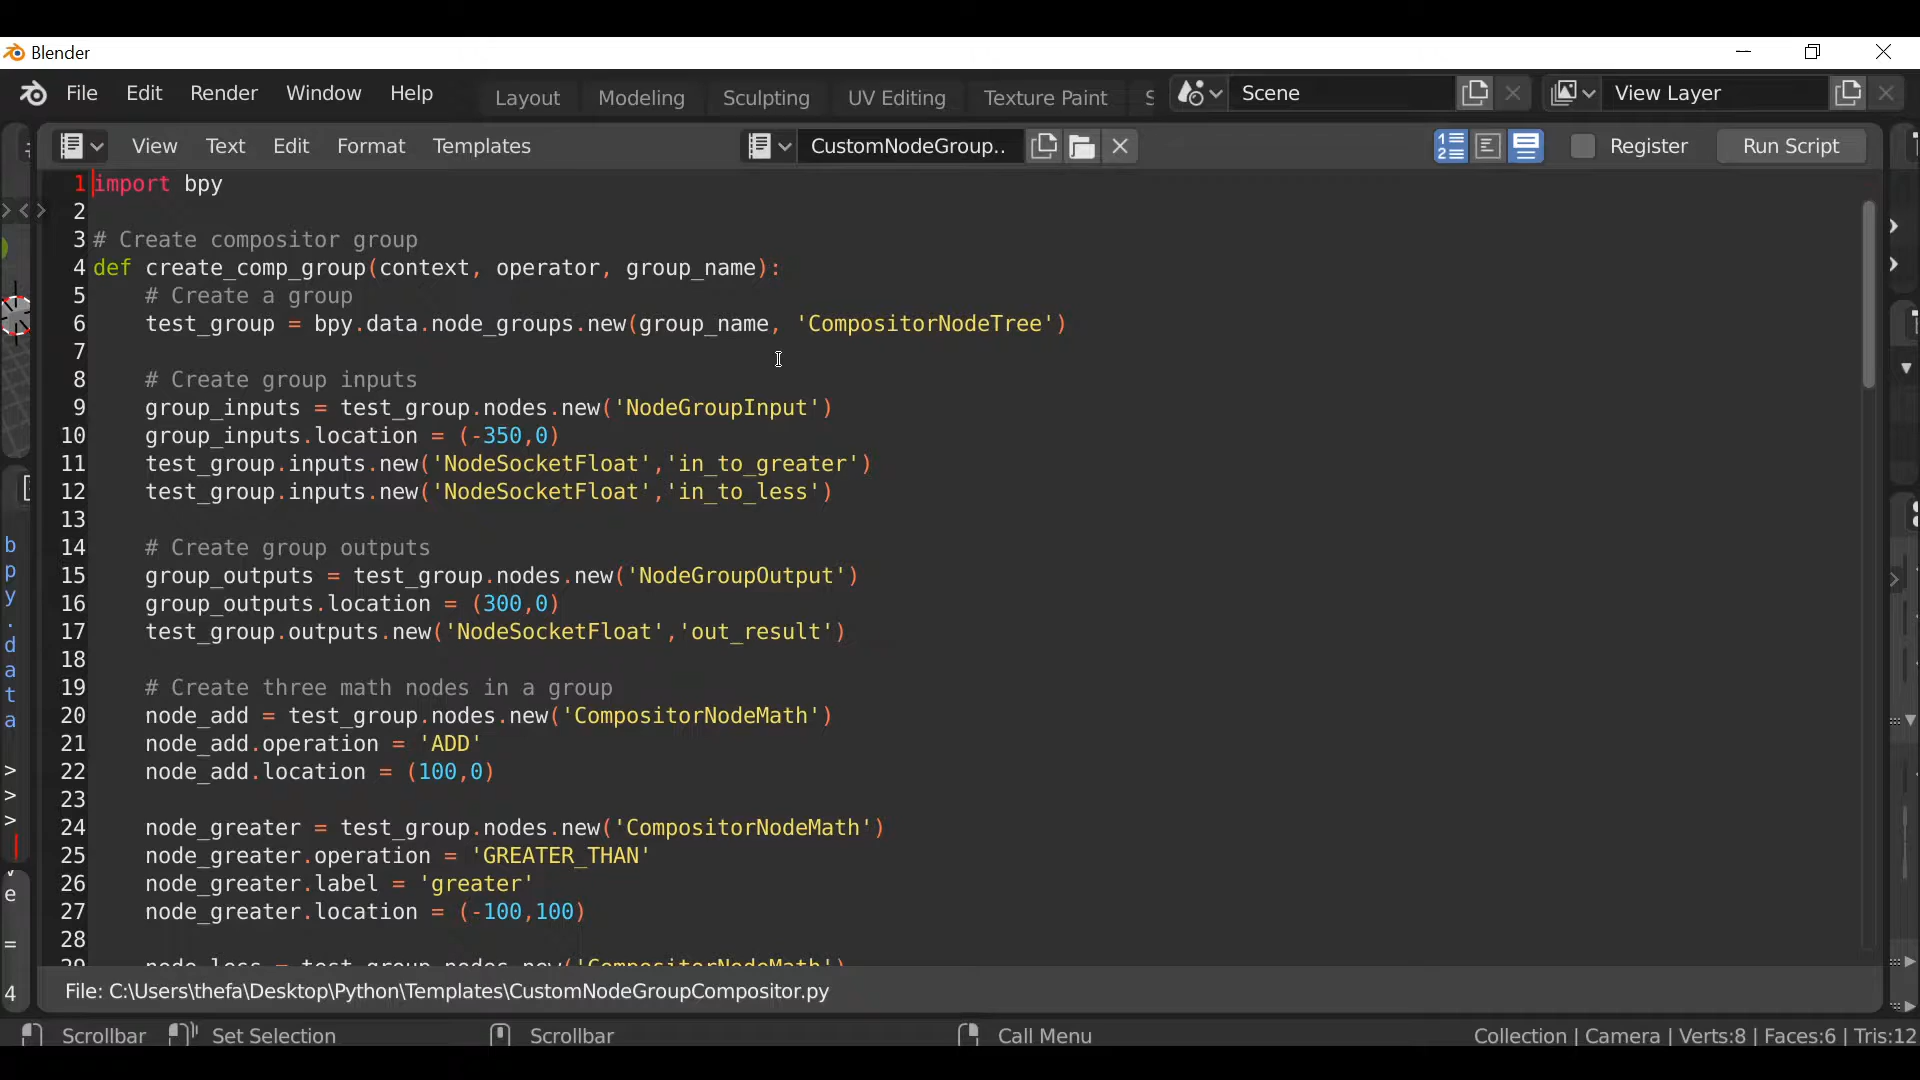 Blender
File Edit Render Window Help Layout Modeling Sculpting UV Editing Texture Paint S Scene View Layer
View Text Edit Format Templates CustomNodeGroup.. Register Run Script
1 import bpy
2
3 # Create compositor group
4 def create_comp_group(context, operator, group_name):
5 # Create a group
6 test_group = bpy.data.node_groups.new(group_name, 'CompositorNodeTree')
7
8 # Create group inputs
9 group_inputs = test_group.nodes.new('NodeGroupInput')
10 group_inputs.location = (-350,0)
11 test_group.inputs.new('NodeSocketFloat','in_to_greater')
12 test_group.inputs.new('NodeSocketFloat','in_to_less')
13
14 # Create group outputs
15 group_outputs = test_group.nodes.new('NodeGroupOutput')
16 group_outputs.location = (300,0)
17 test_group.outputs.new('NodeSocketFloat','out_result')
18
19 # Create three math nodes in a group
20 node_add = test_group.nodes.new('CompositorNodeMath')
21 node_add.operation = 'ADD'
22 node_add.location = (100,0)
23
24 node_greater = test_group.nodes.new('CompositorNodeMath')
25 node_greater.operation = 'GREATER_THAN'
26 node_greater.label = 'greater'
27 node_greater.location = (-100,100)
28
29 node_less = test_group.nodes.new('CompositorNodeMath')
File: C:\Users\thefa\Desktop\Python\Templates\CustomNodeGroupCompositor.py
Scrollbar Set Selection Scrollbar Call Menu Collection | Camera | Verts:8 | Faces:6 | Tris:12
b
p
y
.
d
a
t
a
>
>
>
e
=
4